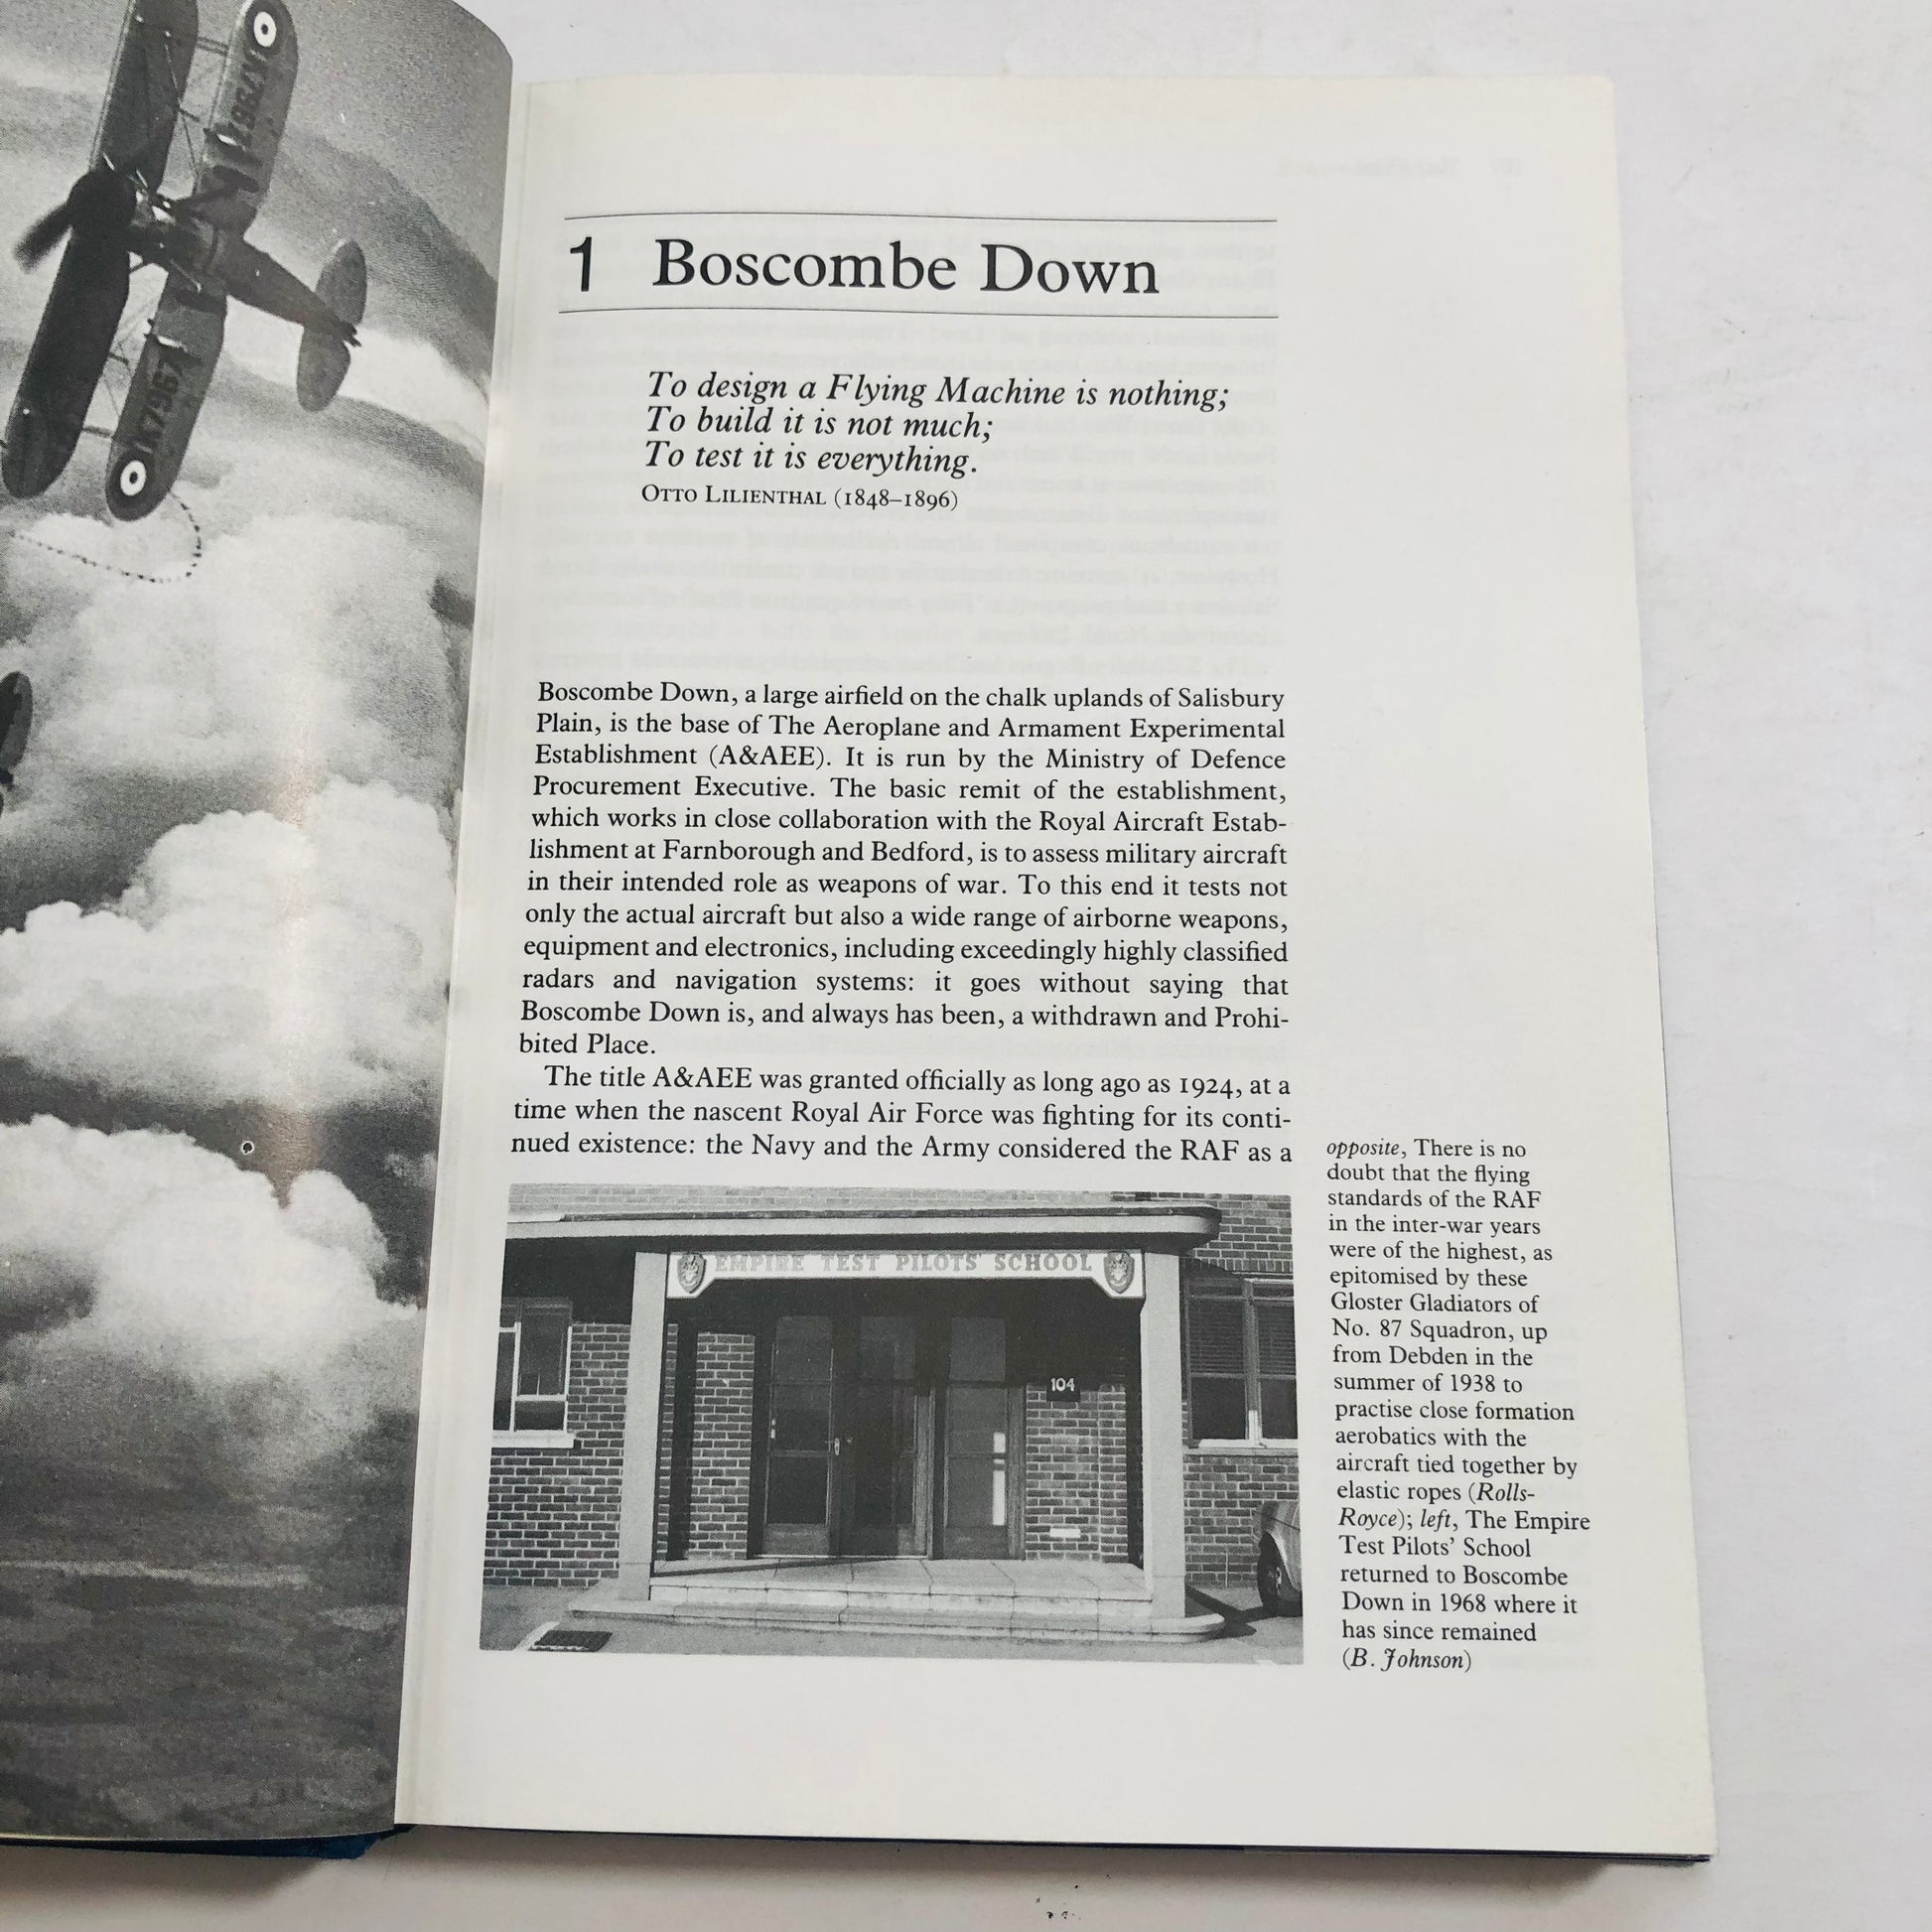 K7967
K7967
1 Boscombe Down
To design a Flying Machine is nothing;
To build it is not much;
To test it is everything.
OTTO LILIENTHAL (1848–1896)
Boscombe Down, a large airfield on the chalk uplands of Salisbury
Plain, is the base of The Aeroplane and Armament Experimental
Establishment (A&AEE). It is run by the Ministry of Defence
Procurement Executive. The basic remit of the establishment,
which works in close collaboration with the Royal Aircraft Estab-
lishment at Farnborough and Bedford, is to assess military aircraft
in their intended role as weapons of war. To this end it tests not
only the actual aircraft but also a wide range of airborne weapons,
equipment and electronics, including exceedingly highly classified
radars and navigation systems: it goes without saying that
Boscombe Down is, and always has been, a withdrawn and Prohi-
bited Place.
The title A&AEE was granted officially as long ago as 1924, at a
time when the nascent Royal Air Force was fighting for its conti-
nued existence: the Navy and the Army considered the RAF as a
EMPIRE TEST PILOTS' SCHOOL
104
opposite, There is no
doubt that the flying
standards of the RAF
in the inter-war years
were of the highest, as
epitomised by these
Gloster Gladiators of
No. 87 Squadron, up
from Debden in the
summer of 1938 to
practise close formation
aerobatics with the
aircraft tied together by
elastic ropes (Rolls-
Royce); left, The Empire
Test Pilots' School
returned to Boscombe
Down in 1968 where it
has since remained
(B. Johnson)